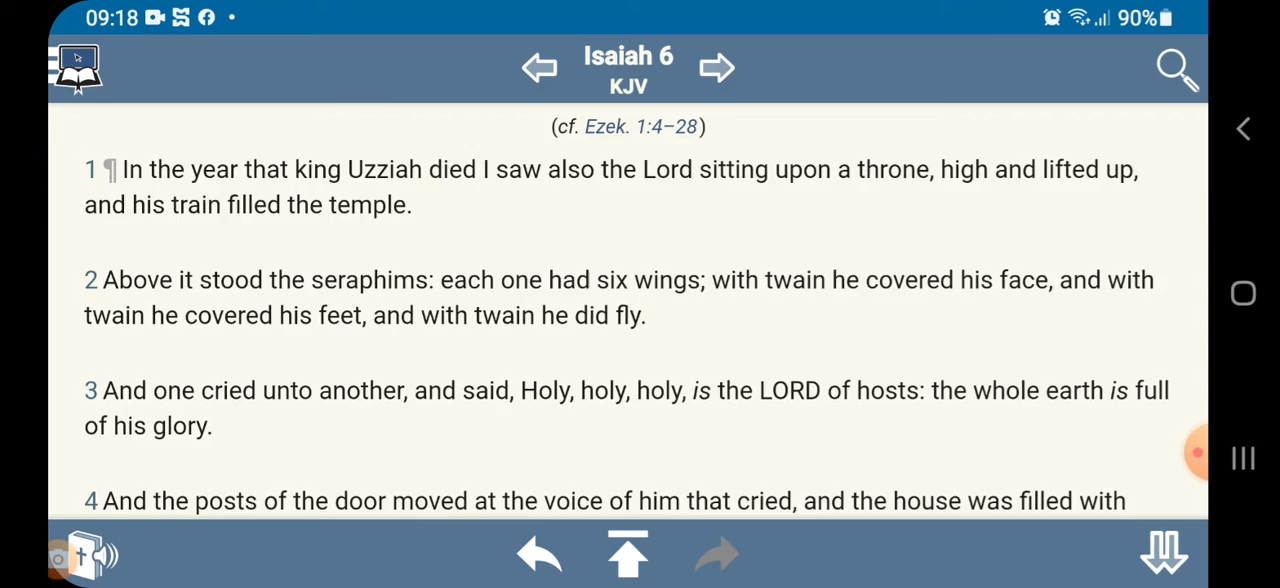 09:18 90%
Isaiah 6
KJV
(cf. Ezek. 1:4–28)
1 ¶ In the year that king Uzziah died I saw also the Lord sitting upon a throne, high and lifted up,
and his train filled the temple.
2 Above it stood the seraphims: each one had six wings; with twain he covered his face, and with
twain he covered his feet, and with twain he did fly.
3 And one cried unto another, and said, Holy, holy, holy, is the LORD of hosts: the whole earth is full
of his glory.
4 And the posts of the door moved at the voice of him that cried, and the house was filled with